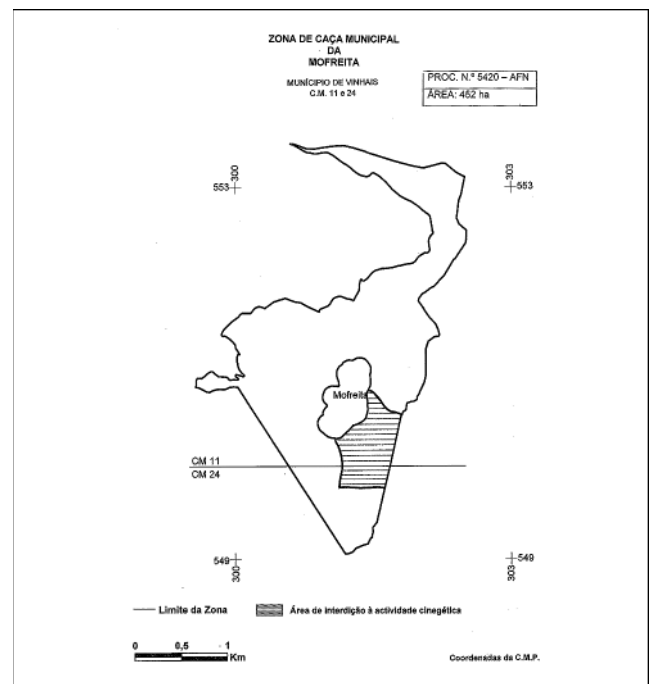 ZONA DE CAÇA MUNICIPAL
DA
MOFREITA
MUNÍCIPIO DE VINHAIS
C.M. 11 e 24
PROC. N.º 5420 – AFN
ÁREA: 452 ha
300
553
303
553
Mofreita
CM 11
CM 24
549
300
549
303
Limite da Zona
Área de interdição à actividade cinegética
0 0,5 1
Km
Coordenadas da C.M.P.